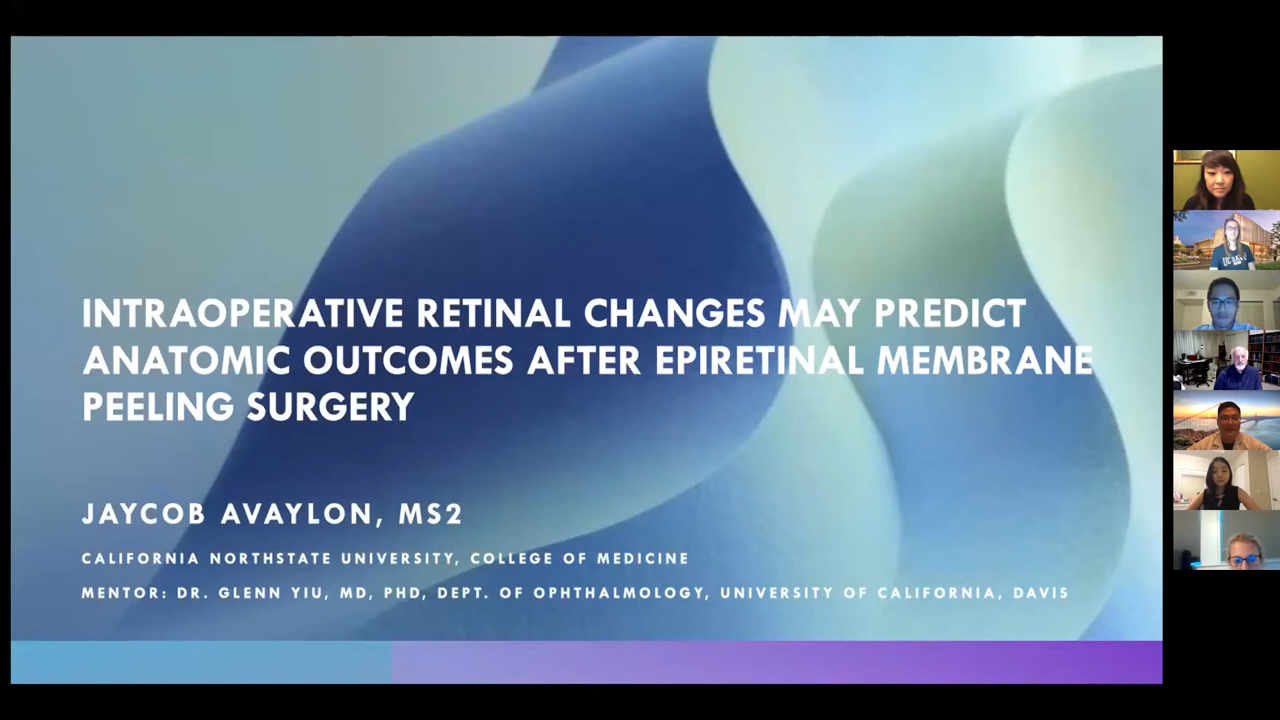 INTRAOPERATIVE RETINAL CHANGES MAY PREDICT
ANATOMIC OUTCOMES AFTER EPIRETINAL MEMBRANE
PEELING SURGERY
JAYCOB AVAYLON, MS2
CALIFORNIA NORTHSTATE UNIVERSITY, COLLEGE OF MEDICINE
MENTOR: DR. GLENN YIU, MD, PHD, DEPT. OF OPHTHALMOLOGY, UNIVERSITY OF CALIFORNIA, DAVIS